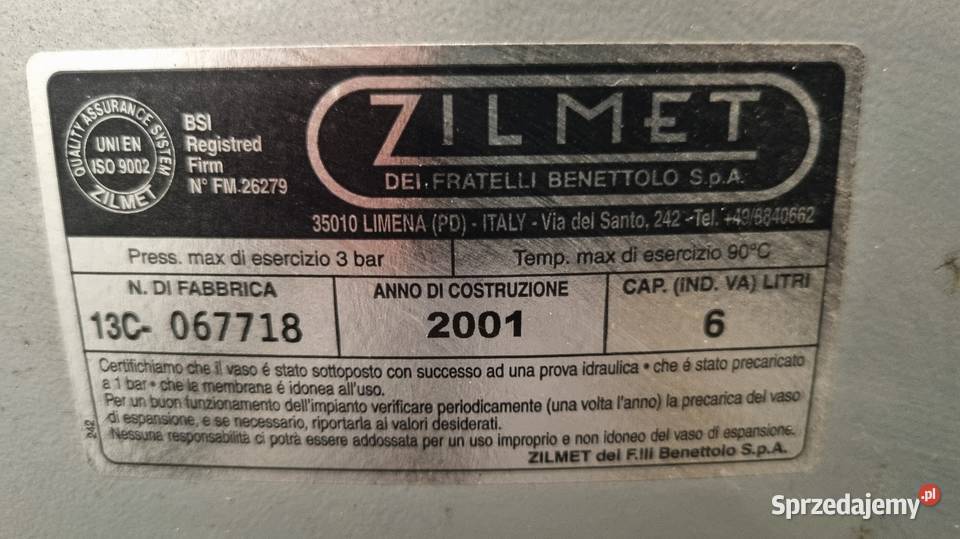 QUALITY ASSURANCE SYSTEM
UNI EN
ISO 9002
ZILMET
BSI
Registred
Firm
N° FM.26279
ZILMET
DEI FRATELLI BENETTOLO S.p.A.
35010 LIMENA (PD) - ITALY - Via del Santo, 242 -Tel. +49/8840662
Press. max di esercizio 3 bar
Temp. max di esercizio 90°C
N. DI FABBRICA
13C- 067718
ANNO DI COSTRUZIONE
2001
CAP. (IND. VA) LITRI
6
Certifichiamo che il vaso é stato sottoposto con successo ad una prova idraulica • che é stato precaricato
a 1 bar • che la membrana é idonea all'uso.
Per un buon funzionamento dell'impianto verificare periodicamente (una volta l'anno) la precarica del vaso
di espansione, e se necessario, riportarla ai valori desiderati.
Nessuna responsabilità ci potrà essere addossata per un uso improprio e non idoneo del vaso di espansione.
ZILMET dei F.lli Benettolo S.p.A.
242
Sprzedajemy.pl